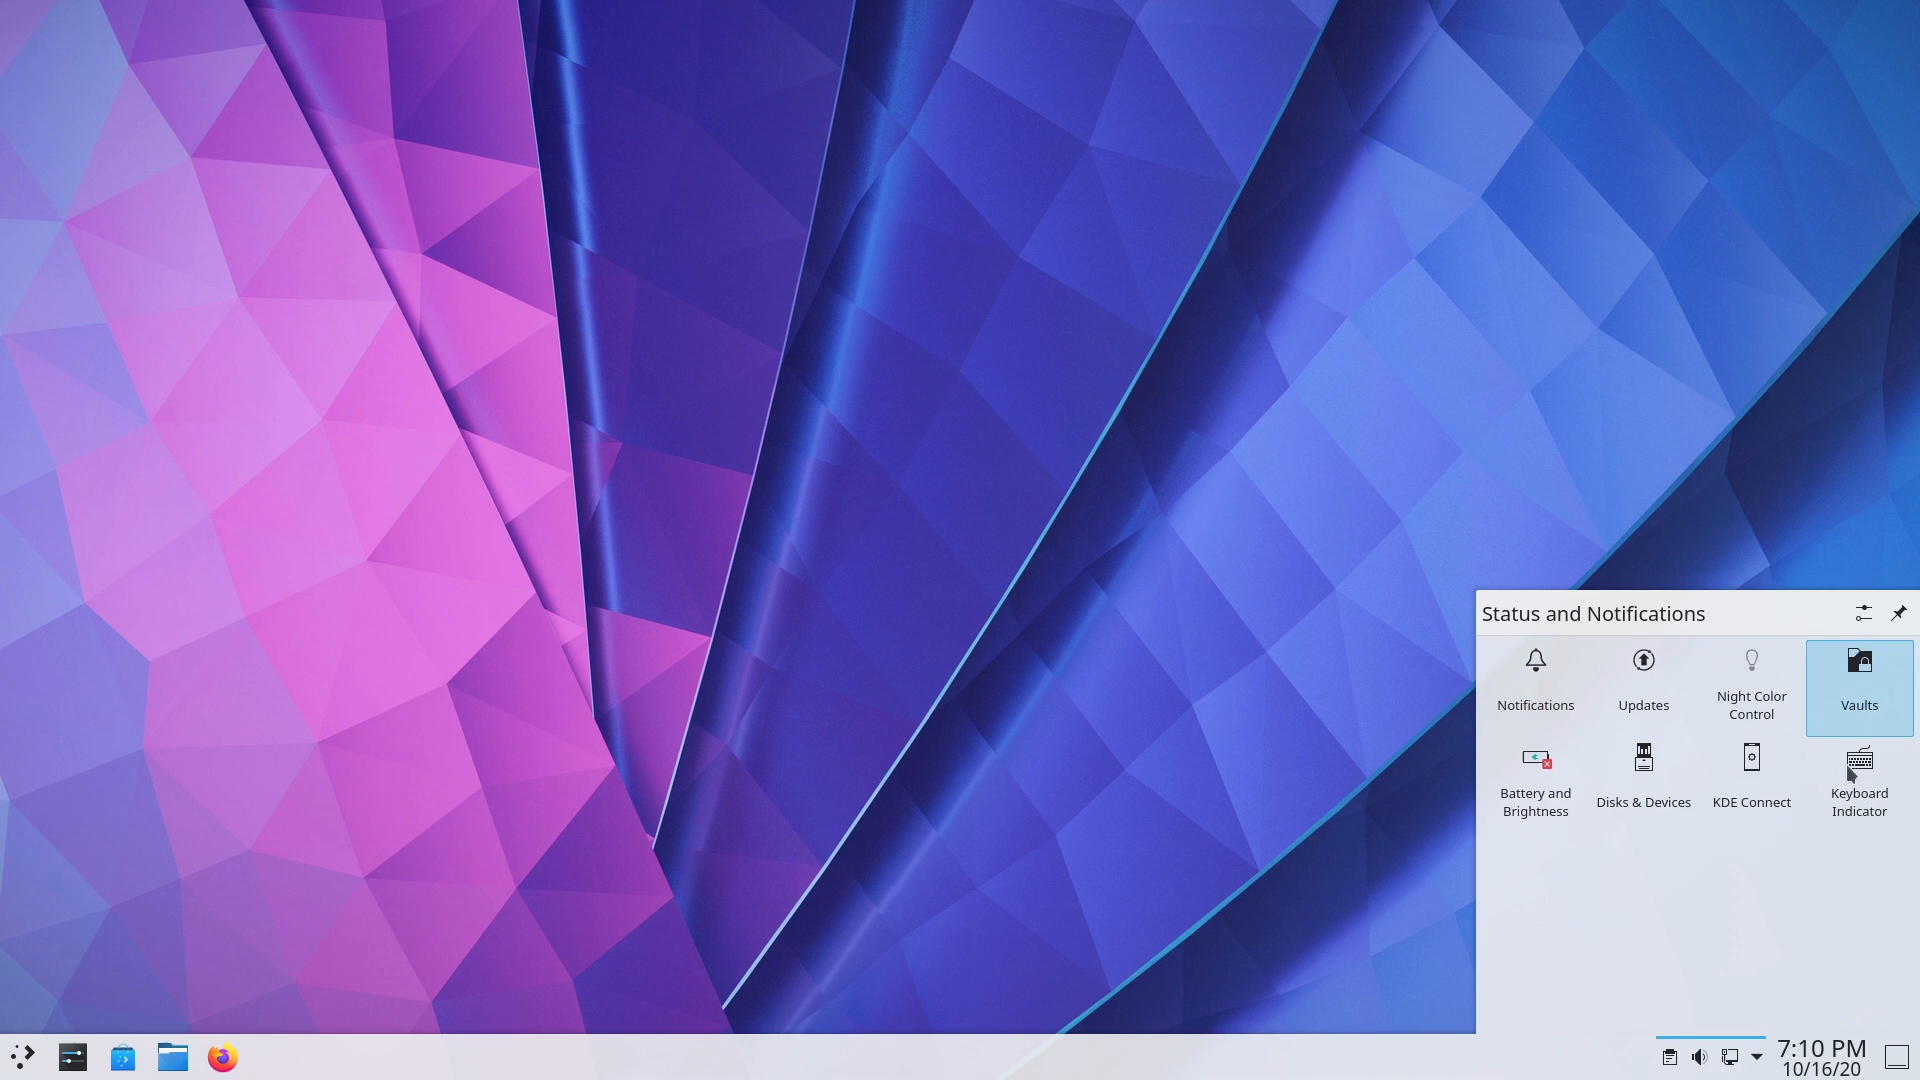 Status and Notifications
Notifications
Updates
Night Color
Control
Vaults
Battery and
Brightness
Disks & Devices
KDE Connect
Keyboard
Indicator
7:10 PM
10/16/20